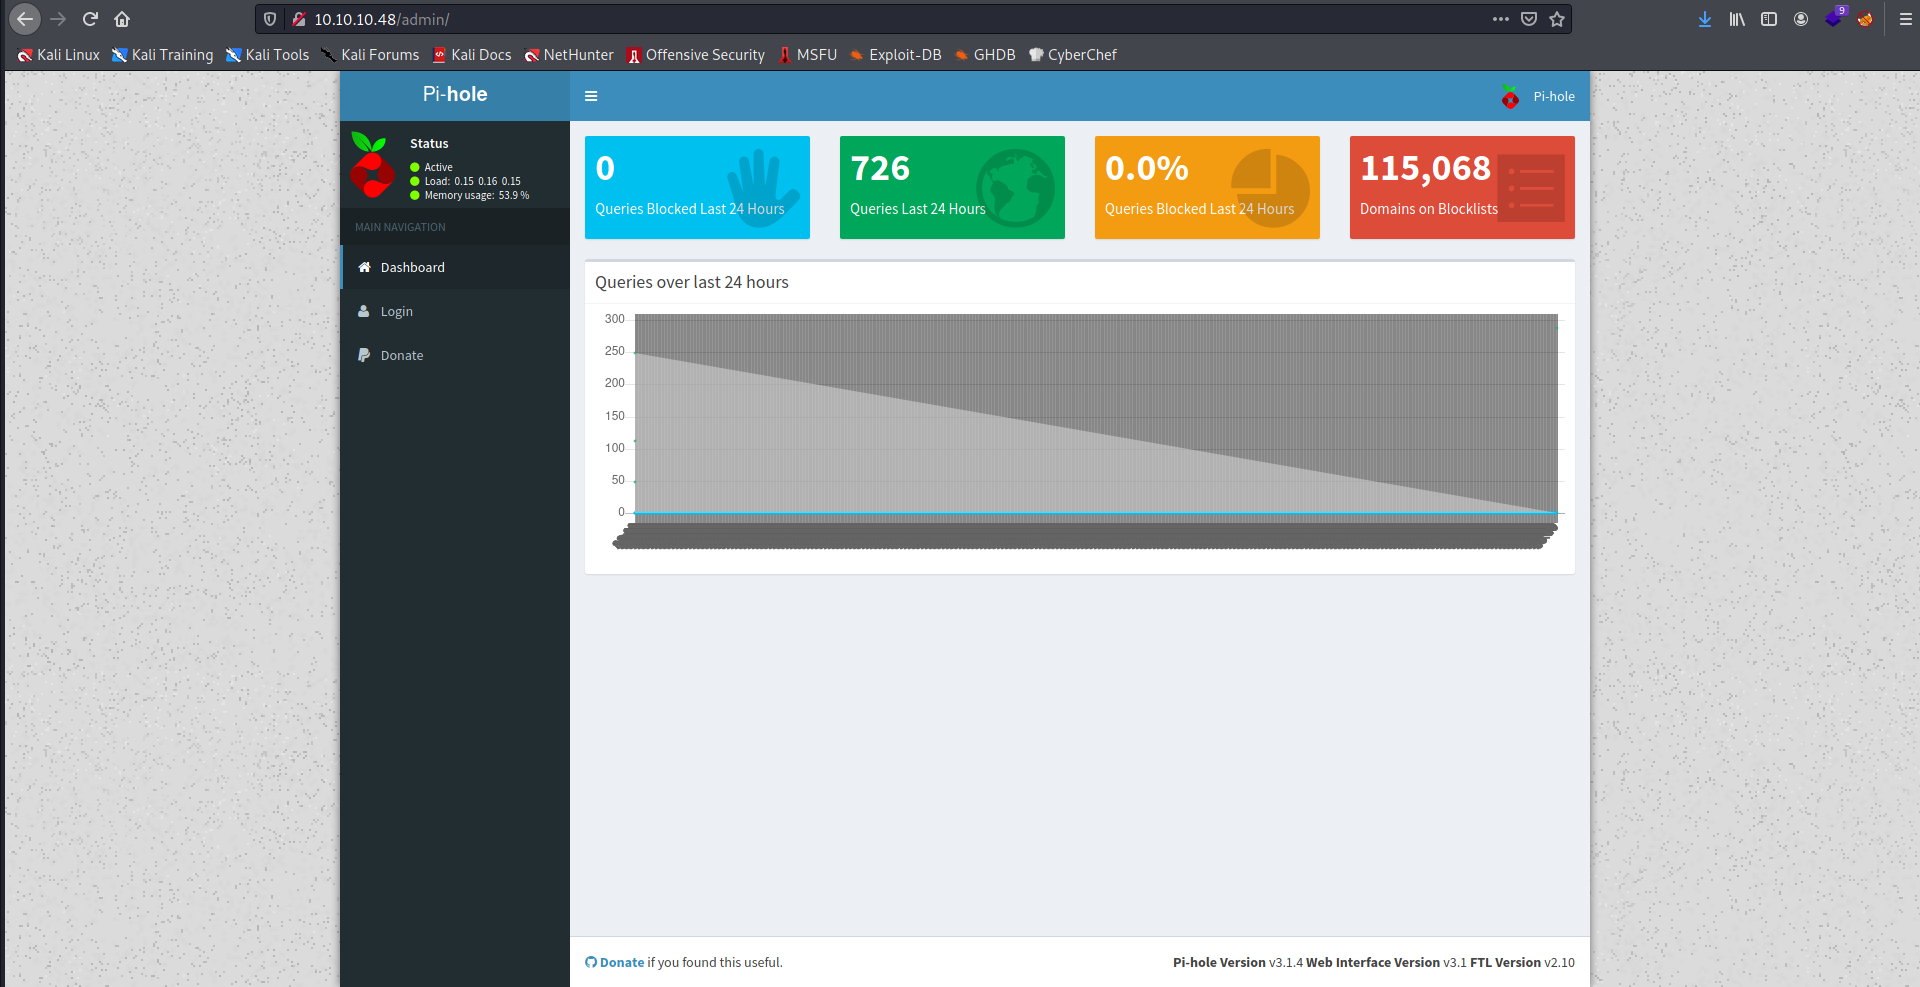 10.10.10.48/admin/
9
Kali Linux Kali Training Kali Tools Kali Forums Kali Docs NetHunter Offensive Security MSFU Exploit-DB GHDB CyberChef
Pi-hole
Pi-hole
Status
Active
Load: 0.15 0.16 0.15
Memory usage: 53.9 %
MAIN NAVIGATION
Dashboard
Login
Donate
0
Queries Blocked Last 24 Hours
726
Queries Last 24 Hours
0.0%
Queries Blocked Last 24 Hours
115,068
Domains on Blocklists
Queries over last 24 hours
300
250
200
150
100
50
0
Donate if you found this useful.
Pi-hole Version v3.1.4 Web Interface Version v3.1 FTL Version v2.10